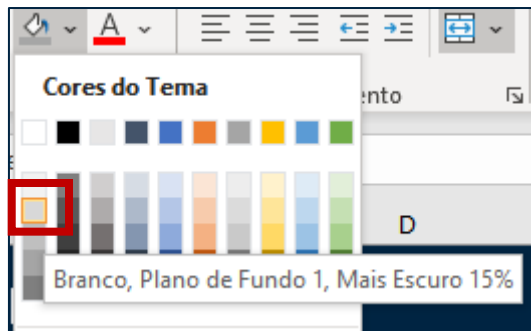 A
Cores do Tema
ento
D
Branco, Plano de Fundo 1, Mais Escuro 15%